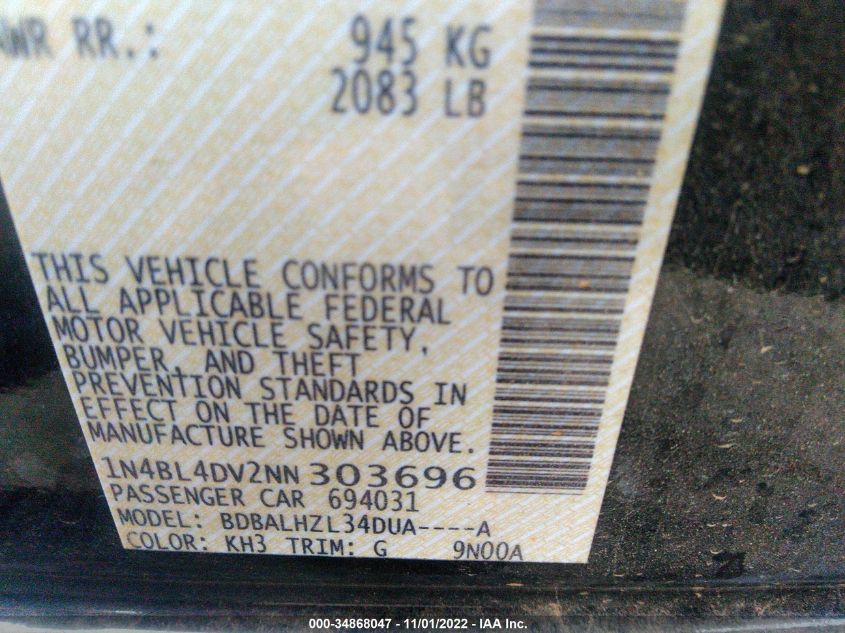 RR.: 945 KG
2083 LB
THIS VEHICLE CONFORMS TO
ALL APPLICABLE FEDERAL
MOTOR VEHICLE SAFETY,
BUMPER, AND THEFT
PREVENTION STANDARDS IN
EFFECT ON THE DATE OF
MANUFACTURE SHOWN ABOVE.
1N4BL4DV2NN303696
PASSENGER CAR 694031
MODEL: BDBALHZL34DUA----A
COLOR: KH3 TRIM: G 9N00A
000-34868047 - 11/01/2022 - IAA Inc.